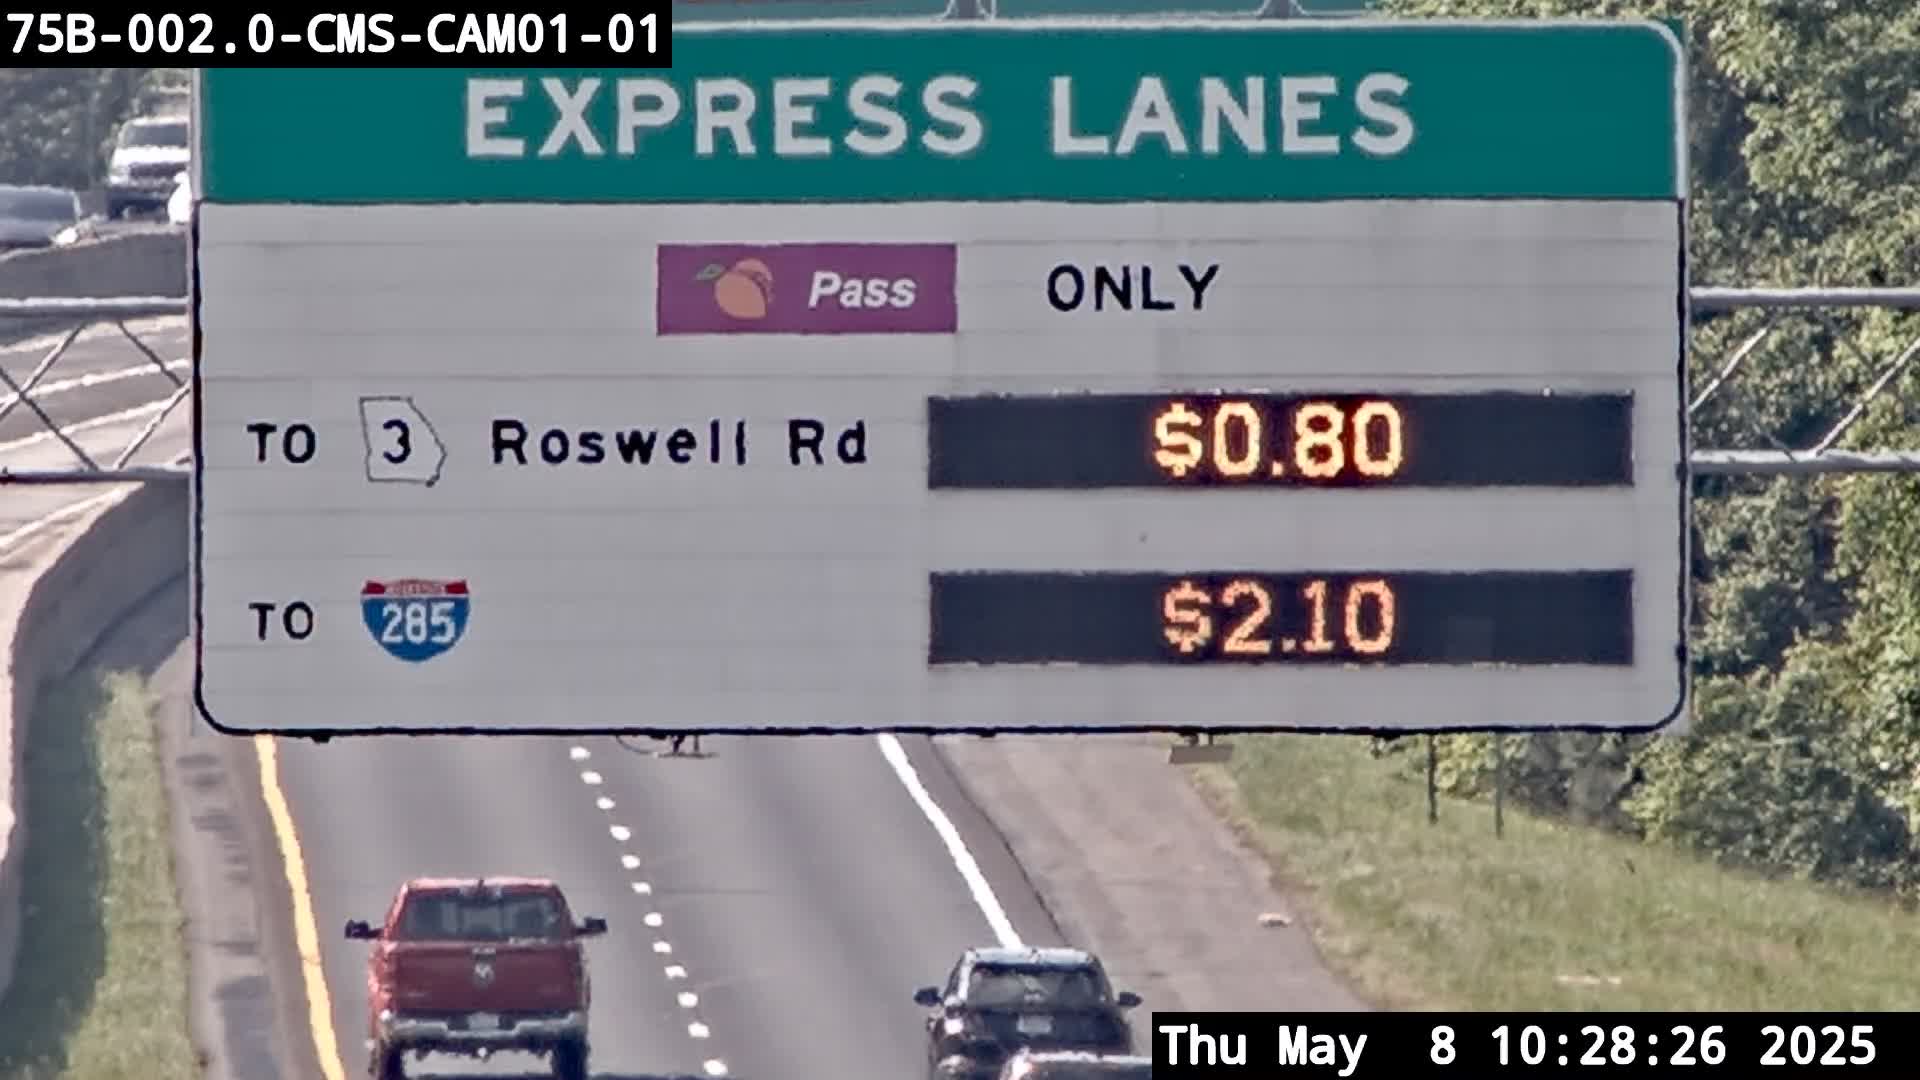 75B-002.0-CMS-CAM01-01
EXPRESS LANES
Pass ONLY
TO 3 Roswell Rd $0.80
TO 285 $2.10
Thu May 8 10:28:26 2025